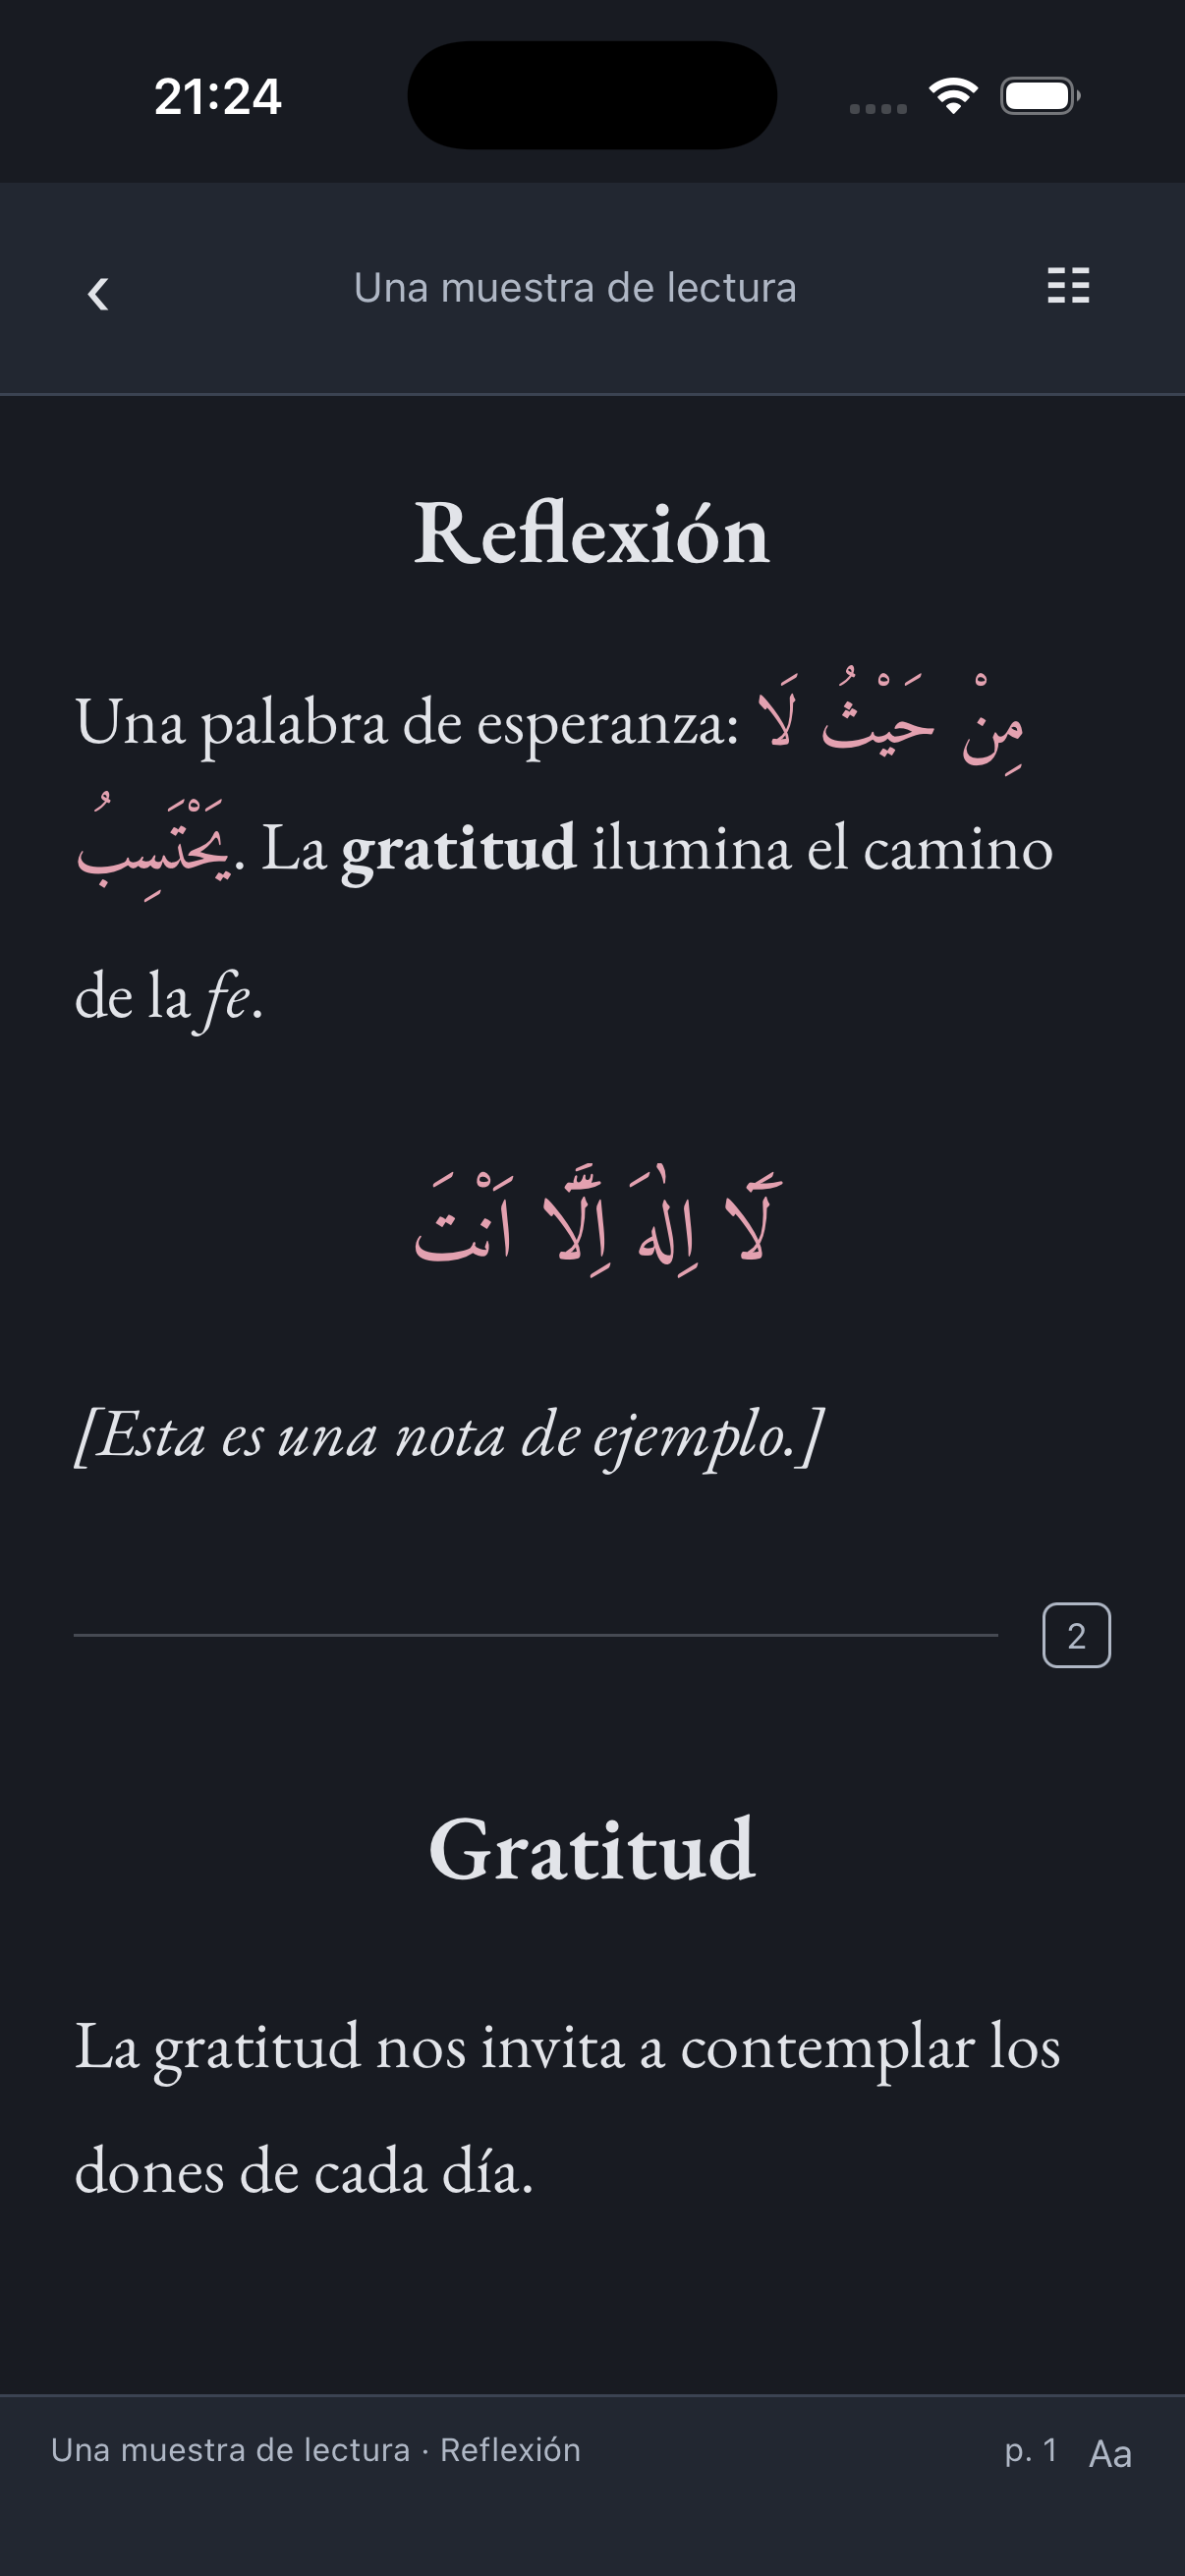 21:24
Una muestra de lectura
Reflexión
Una palabra de esperanza: مِنْ حَيْثُ لَا
يَحْتَسِبُ. La gratitud ilumina el camino
de la fe.
لَٓا اِلٰهَ اِلَّٓا اَنْتَ
[Esta es una nota de ejemplo.]
2
Gratitud
La gratitud nos invita a contemplar los
dones de cada día.
Una muestra de lectura · Reflexión p. 1 Aa